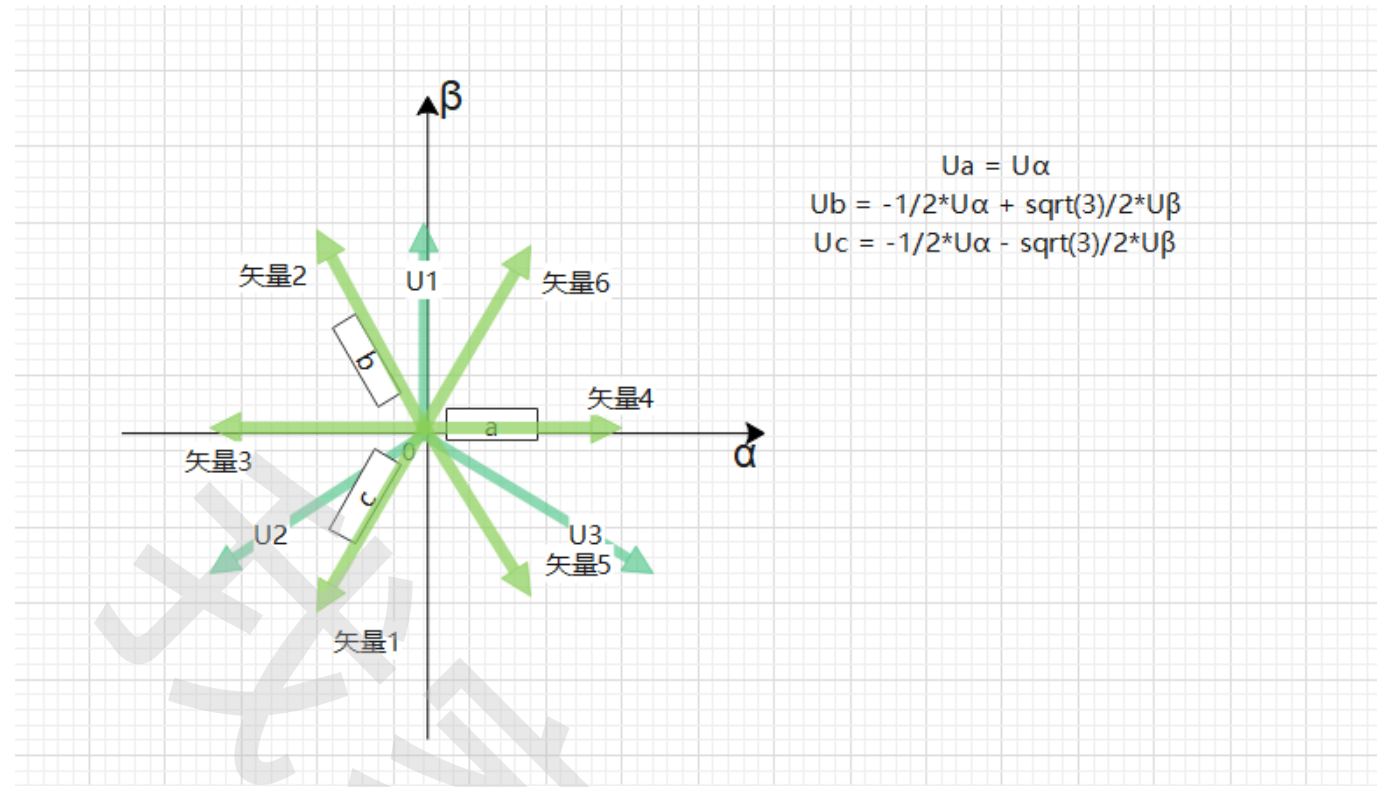 β
Ua = Uα
Ub = -1/2*Uα + sqrt(3)/2*Uβ
Uc = -1/2*Uα - sqrt(3)/2*Uβ
矢量2
U1
矢量6
b
矢量4
a
α
0
矢量3
c
U2
U3
矢量5
矢量1